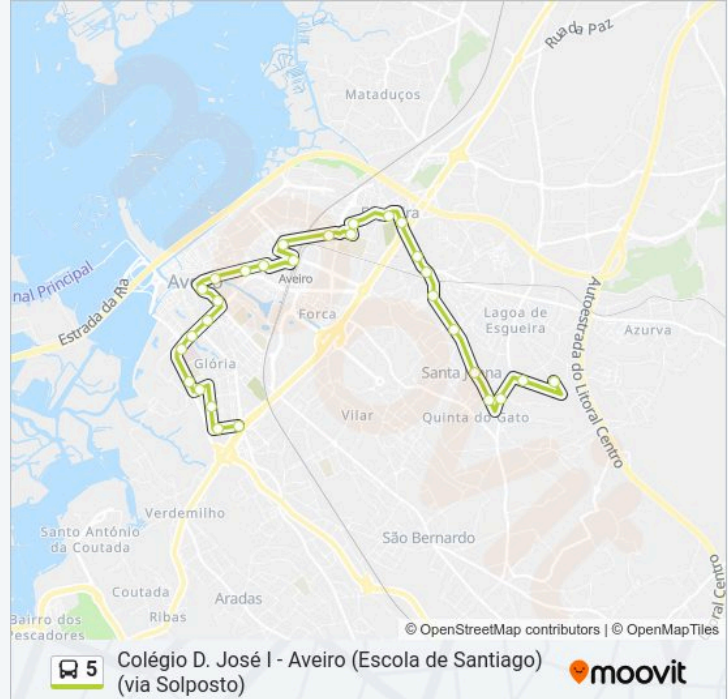 Rua da Paz
Mataduços
Canal Principal
Estrada da Ria
Aveiro
Forca
Lagoa de
Esgueira
Azurva
Autoestrada do Litoral Centro
Glória
Santa Joana
Vilar
Quinta do Gato
Verdemilho
Santo António
da Coutada
São Bernardo
Coutada
Aradas
Ribas
Bairro dos
Pescadores
© OpenStreetMap contributors | © OpenMapTiles
5
Colégio D. José I - Aveiro (Escola de Santiago)
(via Solposto)
moovit